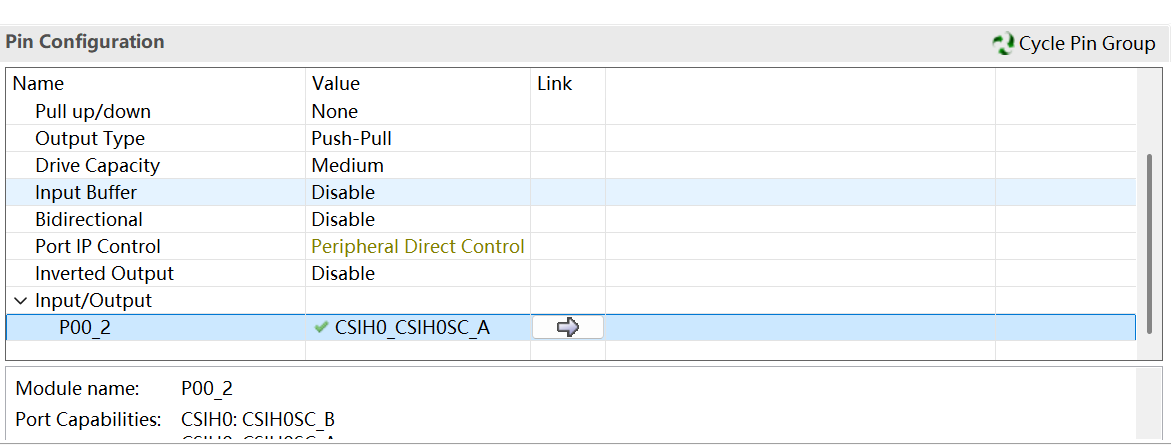 Pin Configuration
Cycle Pin Group
Name Value Link
Pull up/down None
Output Type Push-Pull
Drive Capacity Medium
Input Buffer Disable
Bidirectional Disable
Port IP Control Peripheral Direct Control
Inverted Output Disable
Input/Output
P00_2 CSIH0_CSIH0SC_A
Module name: P00_2
Port Capabilities: CSIH0: CSIH0SC_B
CSIH0: CSIH0SC_A